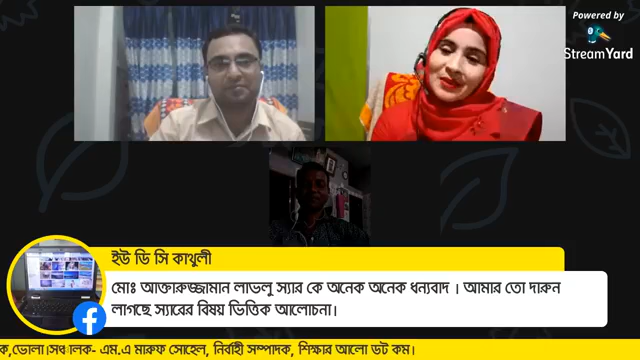 Powered by
StreamYard
ইউ ডি সি কাথুলী
মোঃ আক্তারুজ্জামান লাভলু স্যার কে অনেক অনেক ধন্যবাদ । আমার তো দারুন
লাগছে স্যারের বিষয় ভিত্তিক আলোচনা।
ক,ভোলা।সঞ্চালক- এম.এ মারুফ সোহেল, নির্বাহী সম্পাদক, শিক্ষার আলো ডট কম।